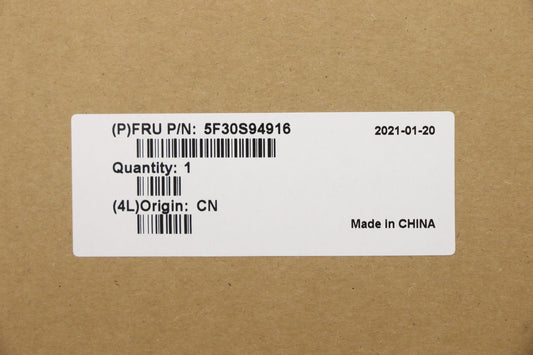 (P)FRU P/N: 5F30S94916 2021-01-20
Quantity: 1
(4L)Origin: CN
Made in CHINA